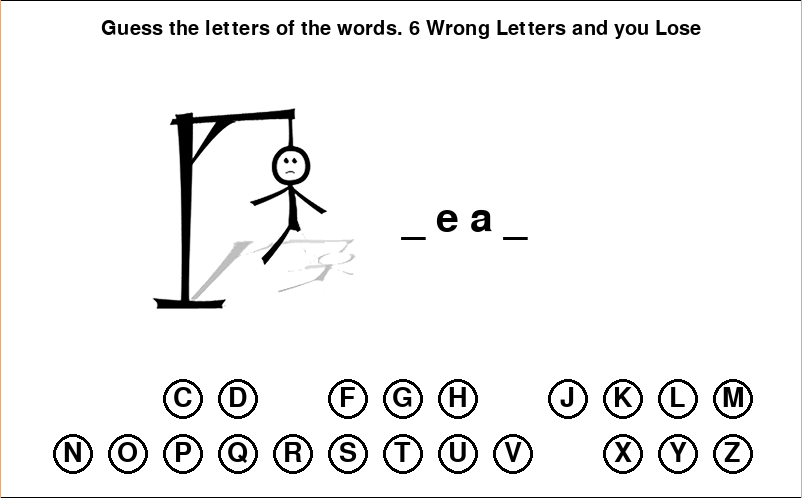 Guess the letters of the words. 6 Wrong Letters and you Lose
_ e a _
C D F G H J K L M
N O P Q R S T U V X Y Z